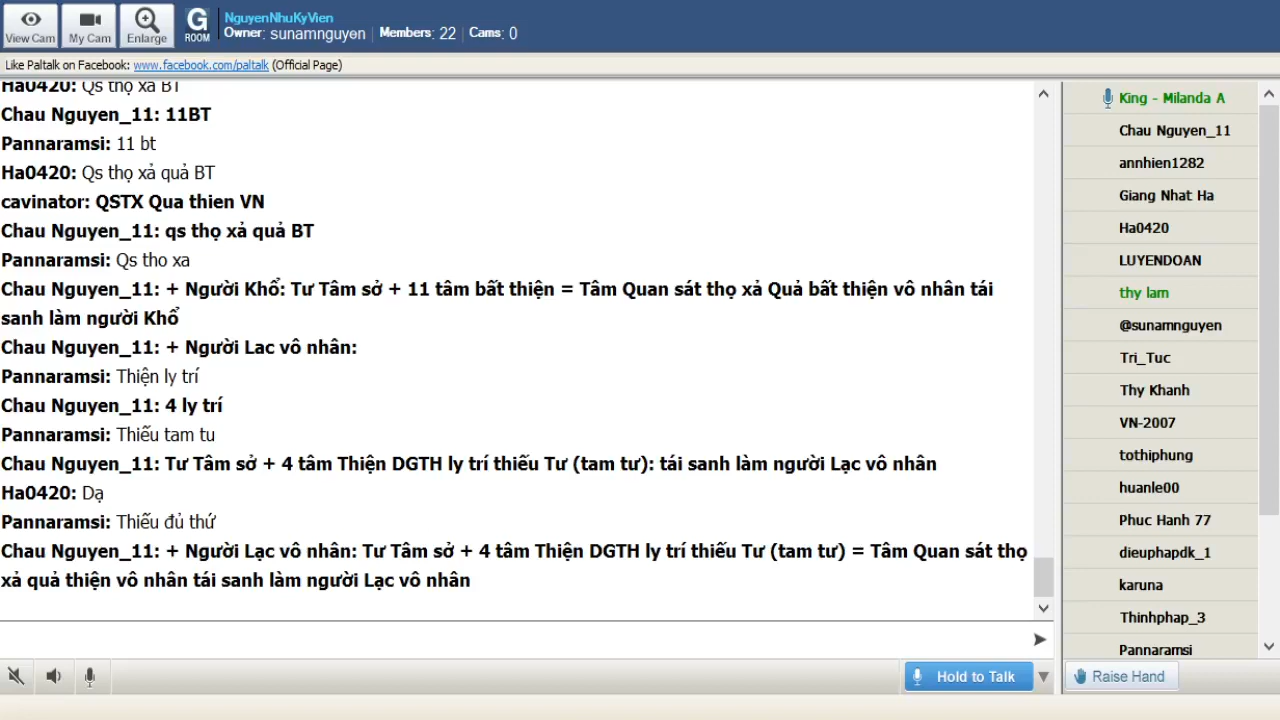 View Cam
My Cam
Enlarge
G
ROOM
NguyenNhuKyVien
Owner: sunamnguyen Members: 22 Cams: 0
Like Paltalk on Facebook: www.facebook.com/paltalk (Official Page)
Ha0420: Qs thọ xả BT
Chau Nguyen_11: 11BT
Pannaramsi: 11 bt
Ha0420: Qs thọ xả quả BT
cavinator: QSTX Qua thien VN
Chau Nguyen_11: qs thọ xả quả BT
Pannaramsi: Qs tho xa
Chau Nguyen_11: + Người Khổ: Tư Tâm sở + 11 tâm bất thiện = Tâm Quan sát thọ xả Quả bất thiện vô nhân tái
sanh làm người Khổ
Chau Nguyen_11: + Người Lac vô nhân:
Pannaramsi: Thiện ly trí
Chau Nguyen_11: 4 ly trí
Pannaramsi: Thiếu tam tu
Chau Nguyen_11: Tư Tâm sở + 4 tâm Thiện DGTH ly trí thiếu Tư (tam tư): tái sanh làm người Lạc vô nhân
Ha0420: Dạ
Pannaramsi: Thiếu đủ thứ
Chau Nguyen_11: + Người Lạc vô nhân: Tư Tâm sở + 4 tâm Thiện DGTH ly trí thiếu Tư (tam tư) = Tâm Quan sát thọ
xả quả thiện vô nhân tái sanh làm người Lạc vô nhân
Hold to Talk
King - Milanda A
Chau Nguyen_11
annhien1282
Giang Nhat Ha
Ha0420
LUYENDOAN
thy lam
@sunamnguyen
Tri_Tuc
Thy Khanh
VN-2007
tothiphung
huanle00
Phuc Hanh 77
dieuphapdk_1
karuna
Thinhphap_3
Pannaramsi
Raise Hand